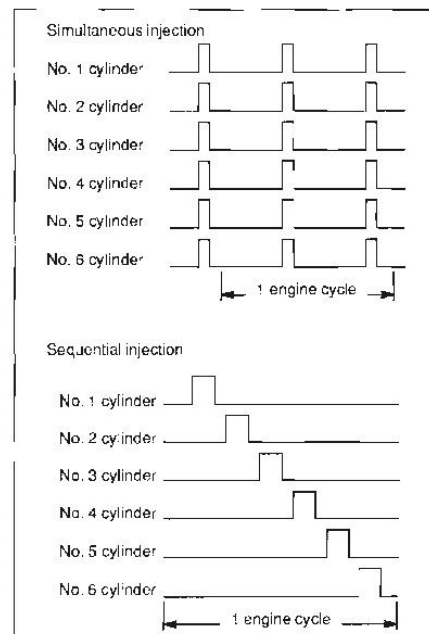 Simultaneous injection
No. 1 cylinder
No. 2 cylinder
No. 3 cylinder
No. 4 cylinder
No. 5 cylinder
No. 6 cylinder
1 engine cycle
Sequential injection
No. 1 cylinder
No. 2 cylinder
No. 3 cylinder
No. 4 cylinder
No. 5 cylinder
No. 6 cylinder
1 engine cycle